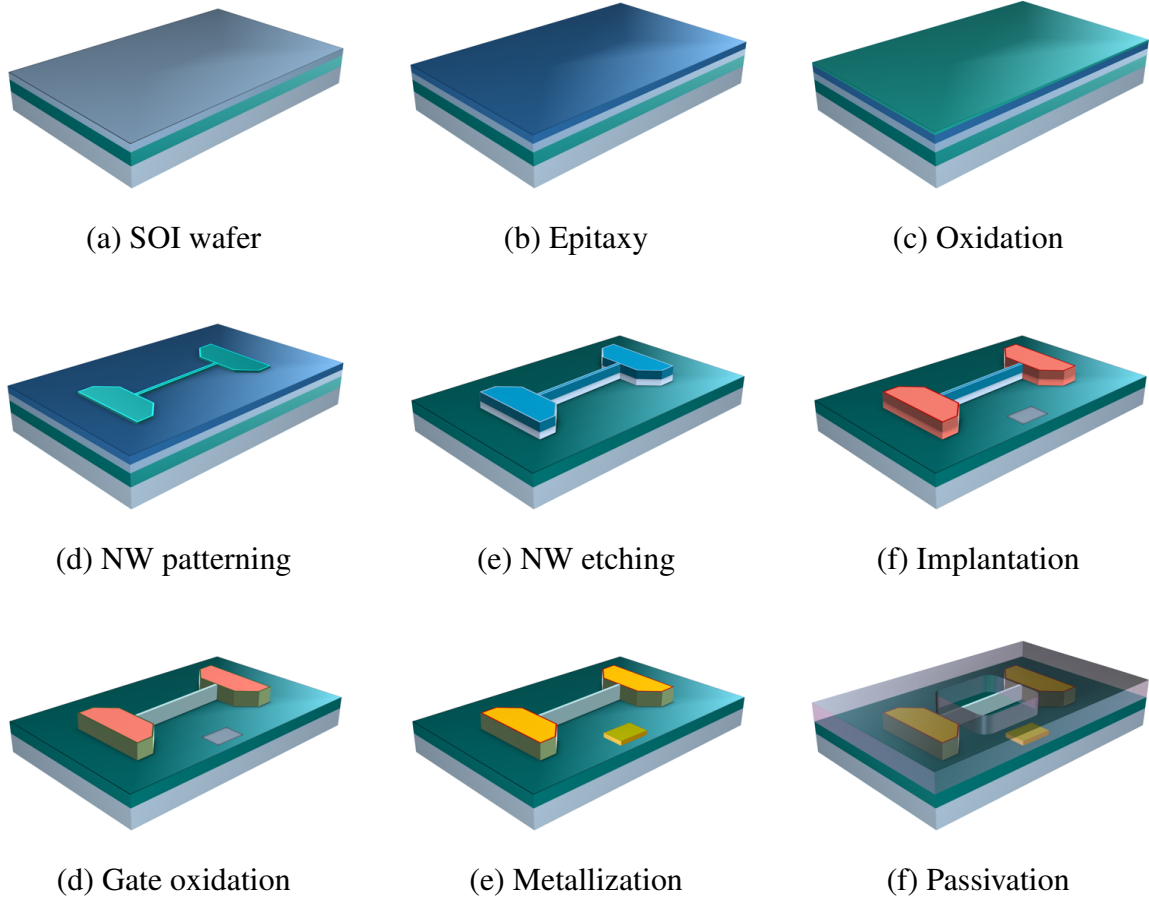 (a) SOI wafer
(b) Epitaxy
(c) Oxidation
(d) NW patterning
(e) NW etching
(f) Implantation
(d) Gate oxidation
(e) Metallization
(f) Passivation